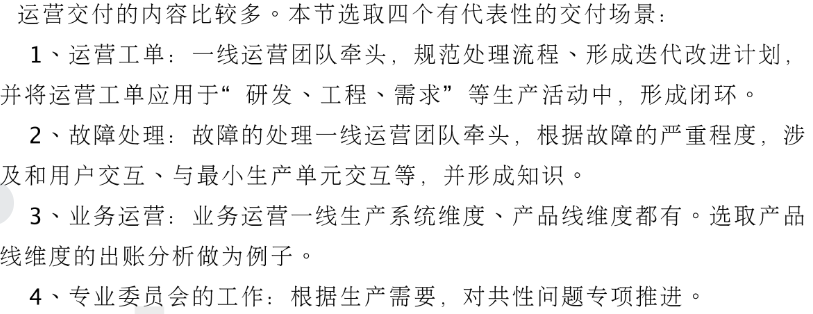 运营交付的内容比较多。本节选取四个有代表性的交付场景：
1、运营工单：一线运营团队牵头，规范处理流程、形成迭代改进计划，
并将运营工单应用于“研发、工程、需求”等生产活动中，形成闭环。
2、故障处理：故障的处理一线运营团队牵头，根据故障的严重程度，涉
及和用户交互、与最小生产单元交互等，并形成知识。
3、业务运营：业务运营一线生产系统维度、产品线维度都有。选取产品
线维度的出账分析做为例子。
4、专业委员会的工作：根据生产需要，对共性问题专项推进。